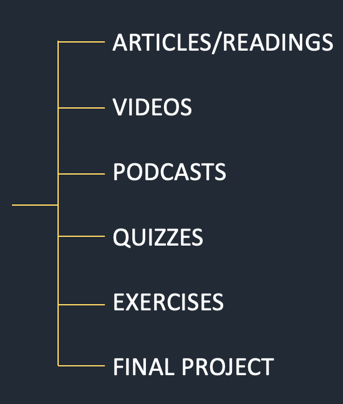 ARTICLES/READINGS
VIDEOS
PODCASTS
QUIZZES
EXERCISES
FINAL PROJECT